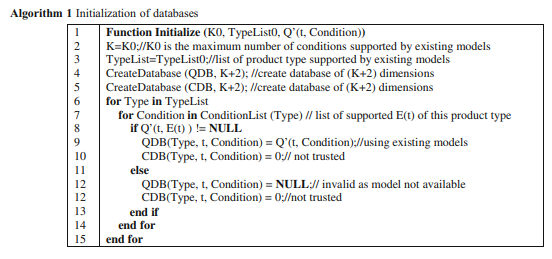 Algorithm 1 Initialization of databases
1 Function Initialize (K0, TypeList0, Q’(t, Condition))
2 K=K0;//K0 is the maximum number of conditions supported by existing models
3 TypeList=TypeList0;//list of product type supported by existing models
4 CreateDatabase (QDB, K+2); //create database of (K+2) dimensions
5 CreateDatabase (CDB, K+2); //create database of (K+2) dimensions
6 for Type in TypeList
7 for Condition in ConditionList (Type) // list of supported E(t) of this product type
8 if Q’(t, E(t) ) != NULL
9 QDB(Type, t, Condition) = Q’(t, Condition);//using existing models
10 CDB(Type, t, Condition) = 0;// not trusted
11 else
12 QDB(Type, t, Condition) = NULL;// invalid as model not available
12 CDB(Type, t, Condition) = 0;//not trusted
13 end if
14 end for
15 end for